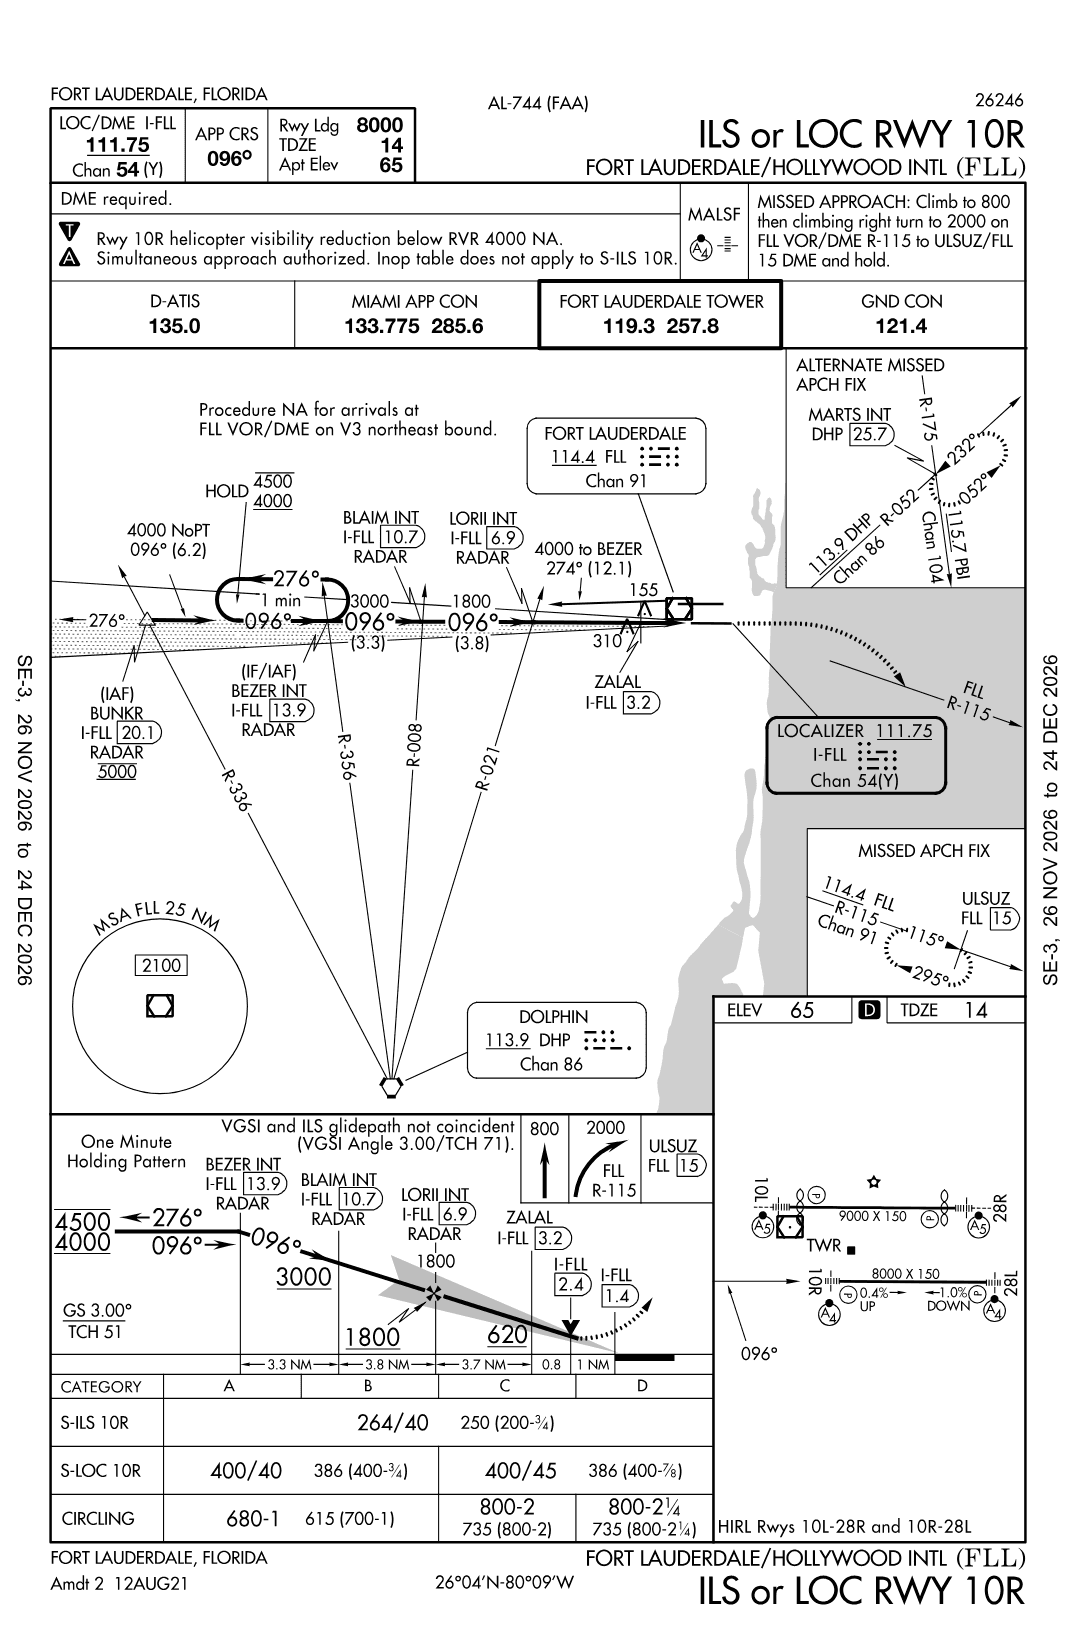 FORT LAUDERDALE, FLORIDA
AL-744 (FAA)
26246
LOC/DME I-FLL
111.75
Chan 54 (Y)
APP CRS
096°
Rwy Ldg 8000
TDZE 14
Apt Elev 65
ILS or LOC RWY 10R
FORT LAUDERDALE/HOLLYWOOD INTL (FLL)
DME required.
T
Rwy 10R helicopter visibility reduction below RVR 4000 NA.
A
Simultaneous approach authorized. Inop table does not apply to S-ILS 10R.
MALSF
A4
MISSED APPROACH: Climb to 800
then climbing right turn to 2000 on
FLL VOR/DME R-115 to ULSUZ/FLL
15 DME and hold.
D-ATIS
135.0
MIAMI APP CON
133.775 285.6
FORT LAUDERDALE TOWER
119.3 257.8
GND CON
121.4
Procedure NA for arrivals at
FLL VOR/DME on V3 northeast bound.
ALTERNATE MISSED
APCH FIX
MARTS INT
DHP 25.7
R-175
232°
052°
R-052
113.9 DHP
Chan 86
115.7 PBI
Chan 104
FORT LAUDERDALE
114.4 FLL
Chan 91
HOLD 4500
4000
4000 NoPT
096° (6.2)
BLAIM INT
I-FLL 10.7
RADAR
LORII INT
I-FLL 6.9
RADAR
4000 to BEZER
274° (12.1)
155
276°
1 min
096°
276°
3000
096°
(3.3)
1800
096°
(3.8)
310
ZALAL
I-FLL 3.2
(IAF)
BUNKR
I-FLL 20.1
RADAR
5000
(IF/IAF)
BEZER INT
I-FLL 13.9
RADAR
R-336
R-356
R-008
R-021
FLL
R-115
LOCALIZER 111.75
I-FLL
Chan 54(Y)
MISSED APCH FIX
114.4 FLL
R-115
Chan 91
115°
295°
ULSUZ
FLL 15
MSA FLL 25 NM
2100
DOLPHIN
113.9 DHP
Chan 86
SE-3, 26 NOV 2026 to 24 DEC 2026
SE-3, 26 NOV 2026 to 24 DEC 2026
ELEV 65
D
TDZE 14
10L
P
9000 X 150
P
28R
A5
A5
TWR
10R
8000 X 150
28L
P
0.4%
UP
1.0%
DOWN
P
A4
A4
096°
HIRL Rwys 10L-28R and 10R-28L
VGSI and ILS glidepath not coincident
(VGSI Angle 3.00/TCH 71).
One Minute
Holding Pattern
800
2000
FLL
R-115
ULSUZ
FLL 15
BEZER INT
I-FLL 13.9
RADAR
BLAIM INT
I-FLL 10.7
RADAR
LORII INT
I-FLL 6.9
RADAR
1800
ZALAL
I-FLL 3.2
I-FLL
2.4
I-FLL
1.4
4500
4000
276°
096°
096°
3000
1800
620
GS 3.00°
TCH 51
3.3 NM
3.8 NM
3.7 NM
0.8
1 NM
CATEGORY A B C D
S-ILS 10R 264/40 250 (200-¾)
S-LOC 10R 400/40 386 (400-¾) 400/45 386 (400-⅞)
CIRCLING 680-1 615 (700-1)
800-2
735 (800-2)
800-2¼
735 (800-2¼)
FORT LAUDERDALE, FLORIDA
Amdt 2 12AUG21
26°04'N-80°09'W
FORT LAUDERDALE/HOLLYWOOD INTL (FLL)
ILS or LOC RWY 10R